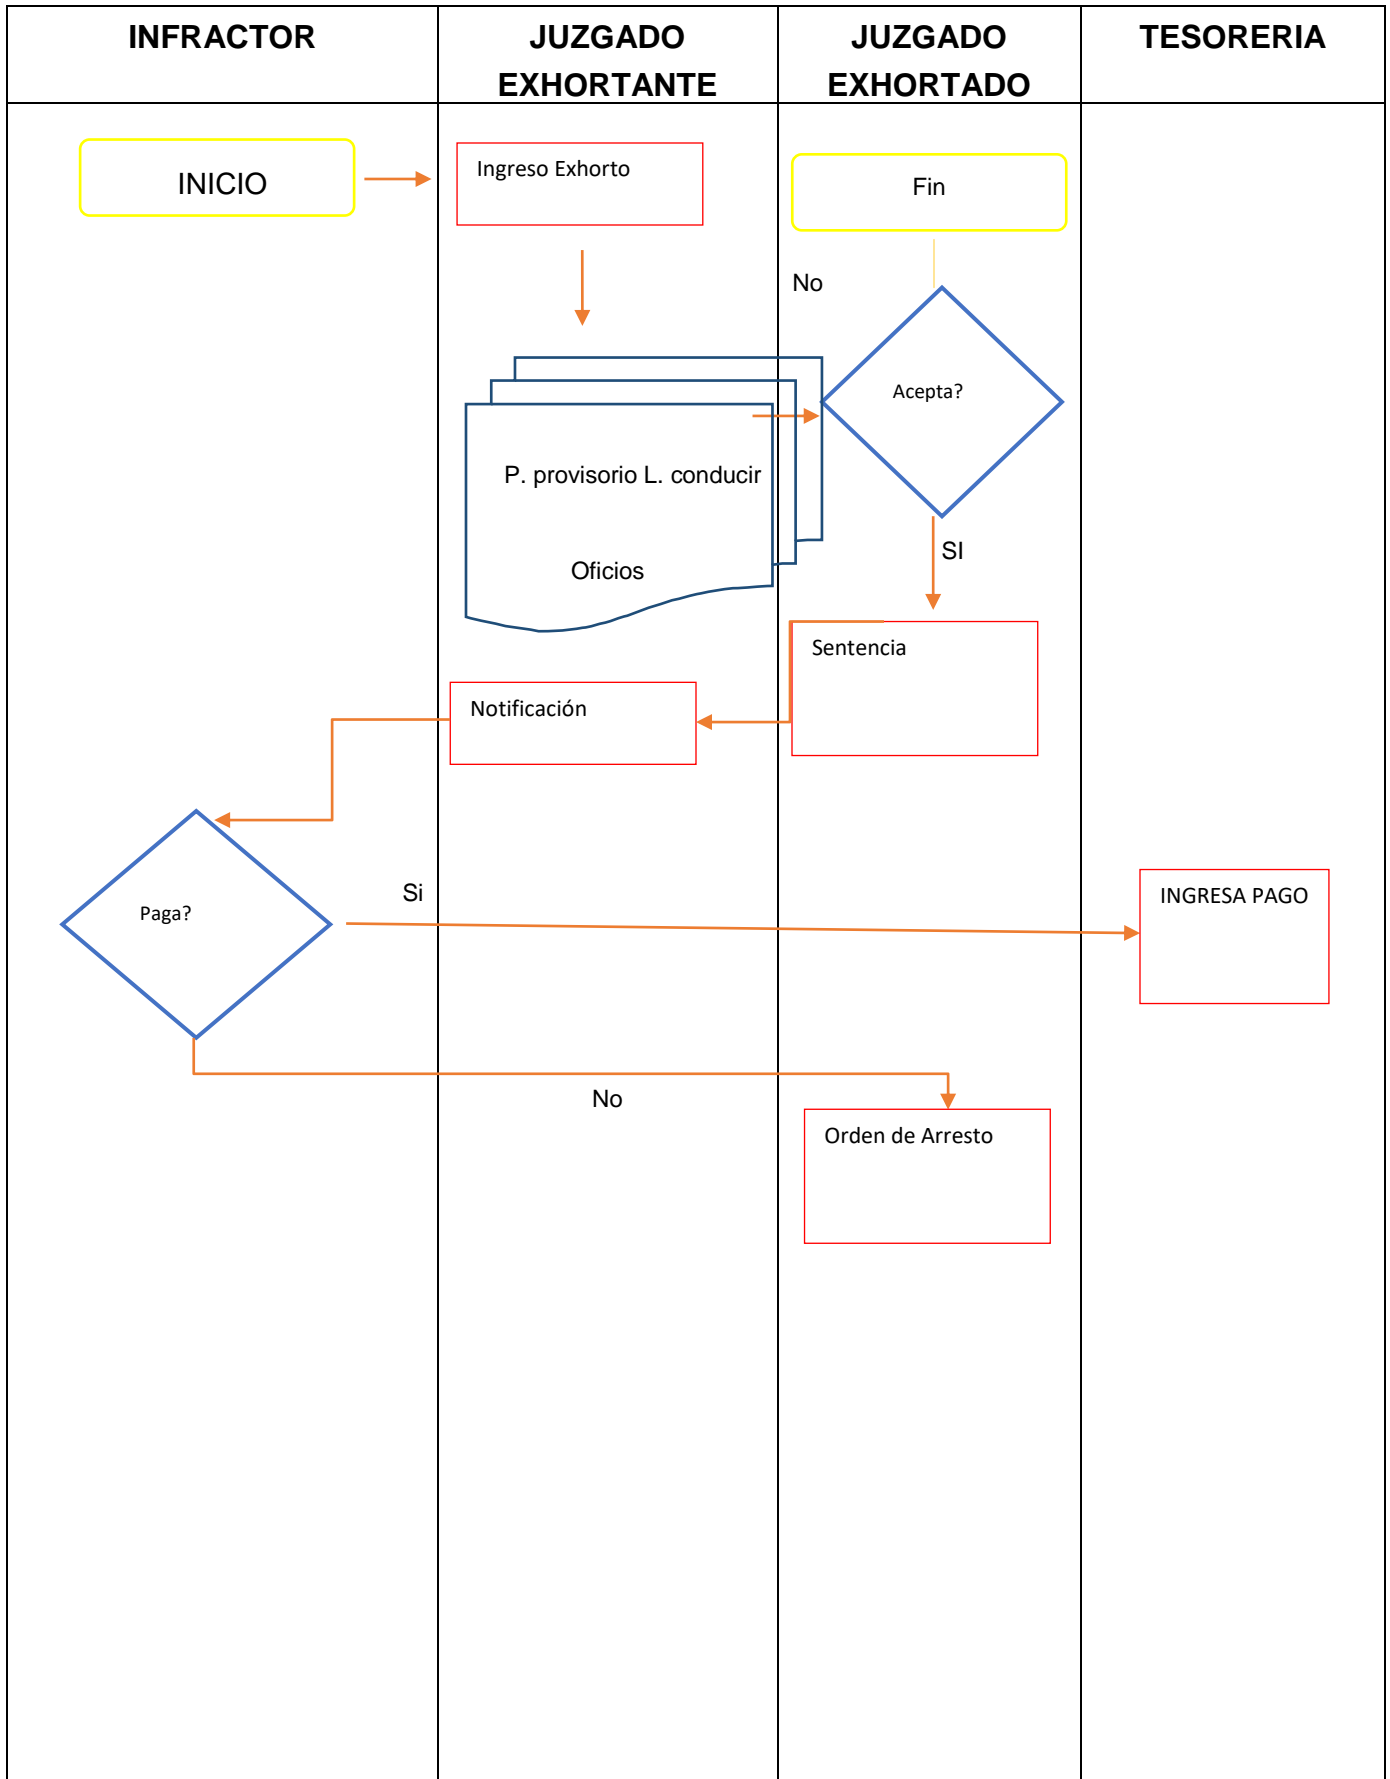 INFRACTOR
JUZGADO
EXHORTANTE
JUZGADO
EXHORTADO
TESORERIA
INICIO
Ingreso Exhorto
Fin
No
Acepta?
P. provisorio L. conducir
Oficios
SI
Sentencia
Notificación
Paga?
Si
INGRESA PAGO
No
Orden de Arresto